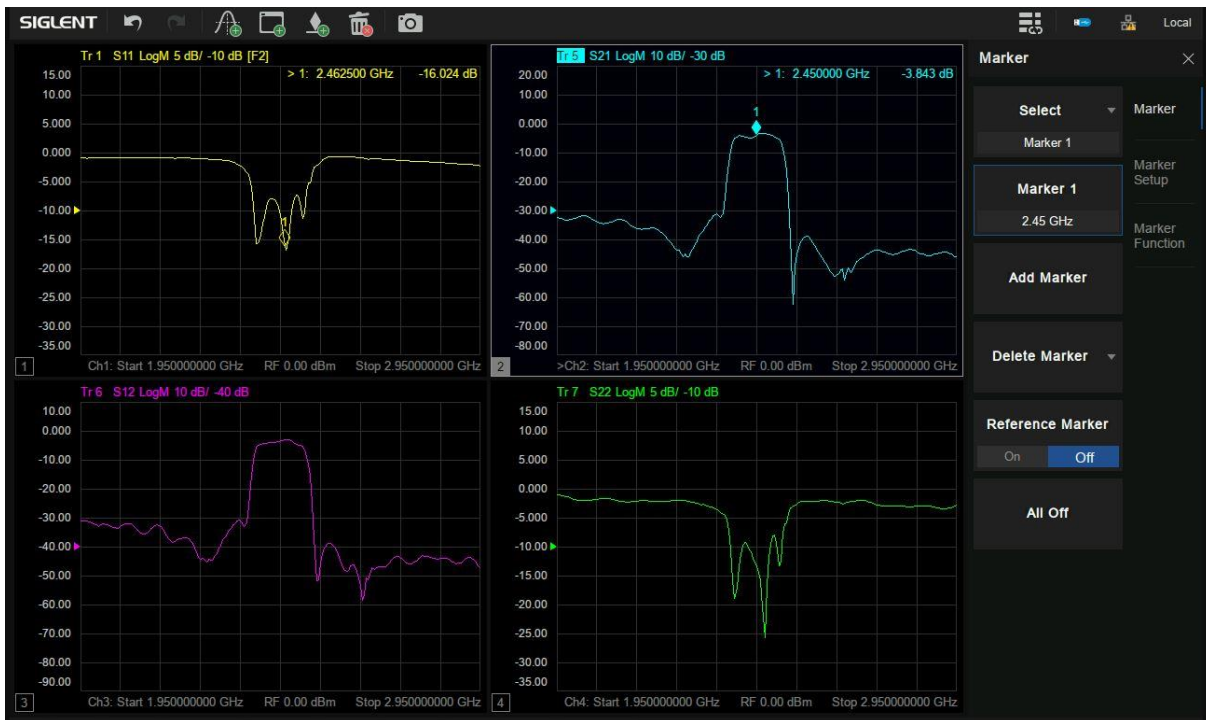 SIGLENT
Local
Tr 1 S11 LogM 5 dB/ -10 dB [F2]
> 1: 2.462500 GHz -16.024 dB
15.00
10.00
5.000
0.000
-5.000
-10.00
-15.00
-20.00
-25.00
-30.00
-35.00
1
1
Ch1: Start 1.950000000 GHz RF 0.00 dBm Stop 2.950000000 GHz
Tr 5 S21 LogM 10 dB/ -30 dB
> 1: 2.450000 GHz -3.843 dB
20.00
10.00
0.000
-10.00
-20.00
-30.00
-40.00
-50.00
-60.00
-70.00
-80.00
1
2
>Ch2: Start 1.950000000 GHz RF 0.00 dBm Stop 2.950000000 GHz
Tr 6 S12 LogM 10 dB/ -40 dB
10.00
0.000
-10.00
-20.00
-30.00
-40.00
-50.00
-60.00
-70.00
-80.00
-90.00
3
Ch3: Start 1.950000000 GHz RF 0.00 dBm Stop 2.950000000 GHz
Tr 7 S22 LogM 5 dB/ -10 dB
15.00
10.00
5.000
0.000
-5.000
-10.00
-15.00
-20.00
-25.00
-30.00
-35.00
4
Ch4: Start 1.950000000 GHz RF 0.00 dBm Stop 2.950000000 GHz
Marker
Select
Marker 1
Marker 1
2.45 GHz
Add Marker
Delete Marker
Reference Marker
On Off
All Off
Marker
Marker
Setup
Marker
Function